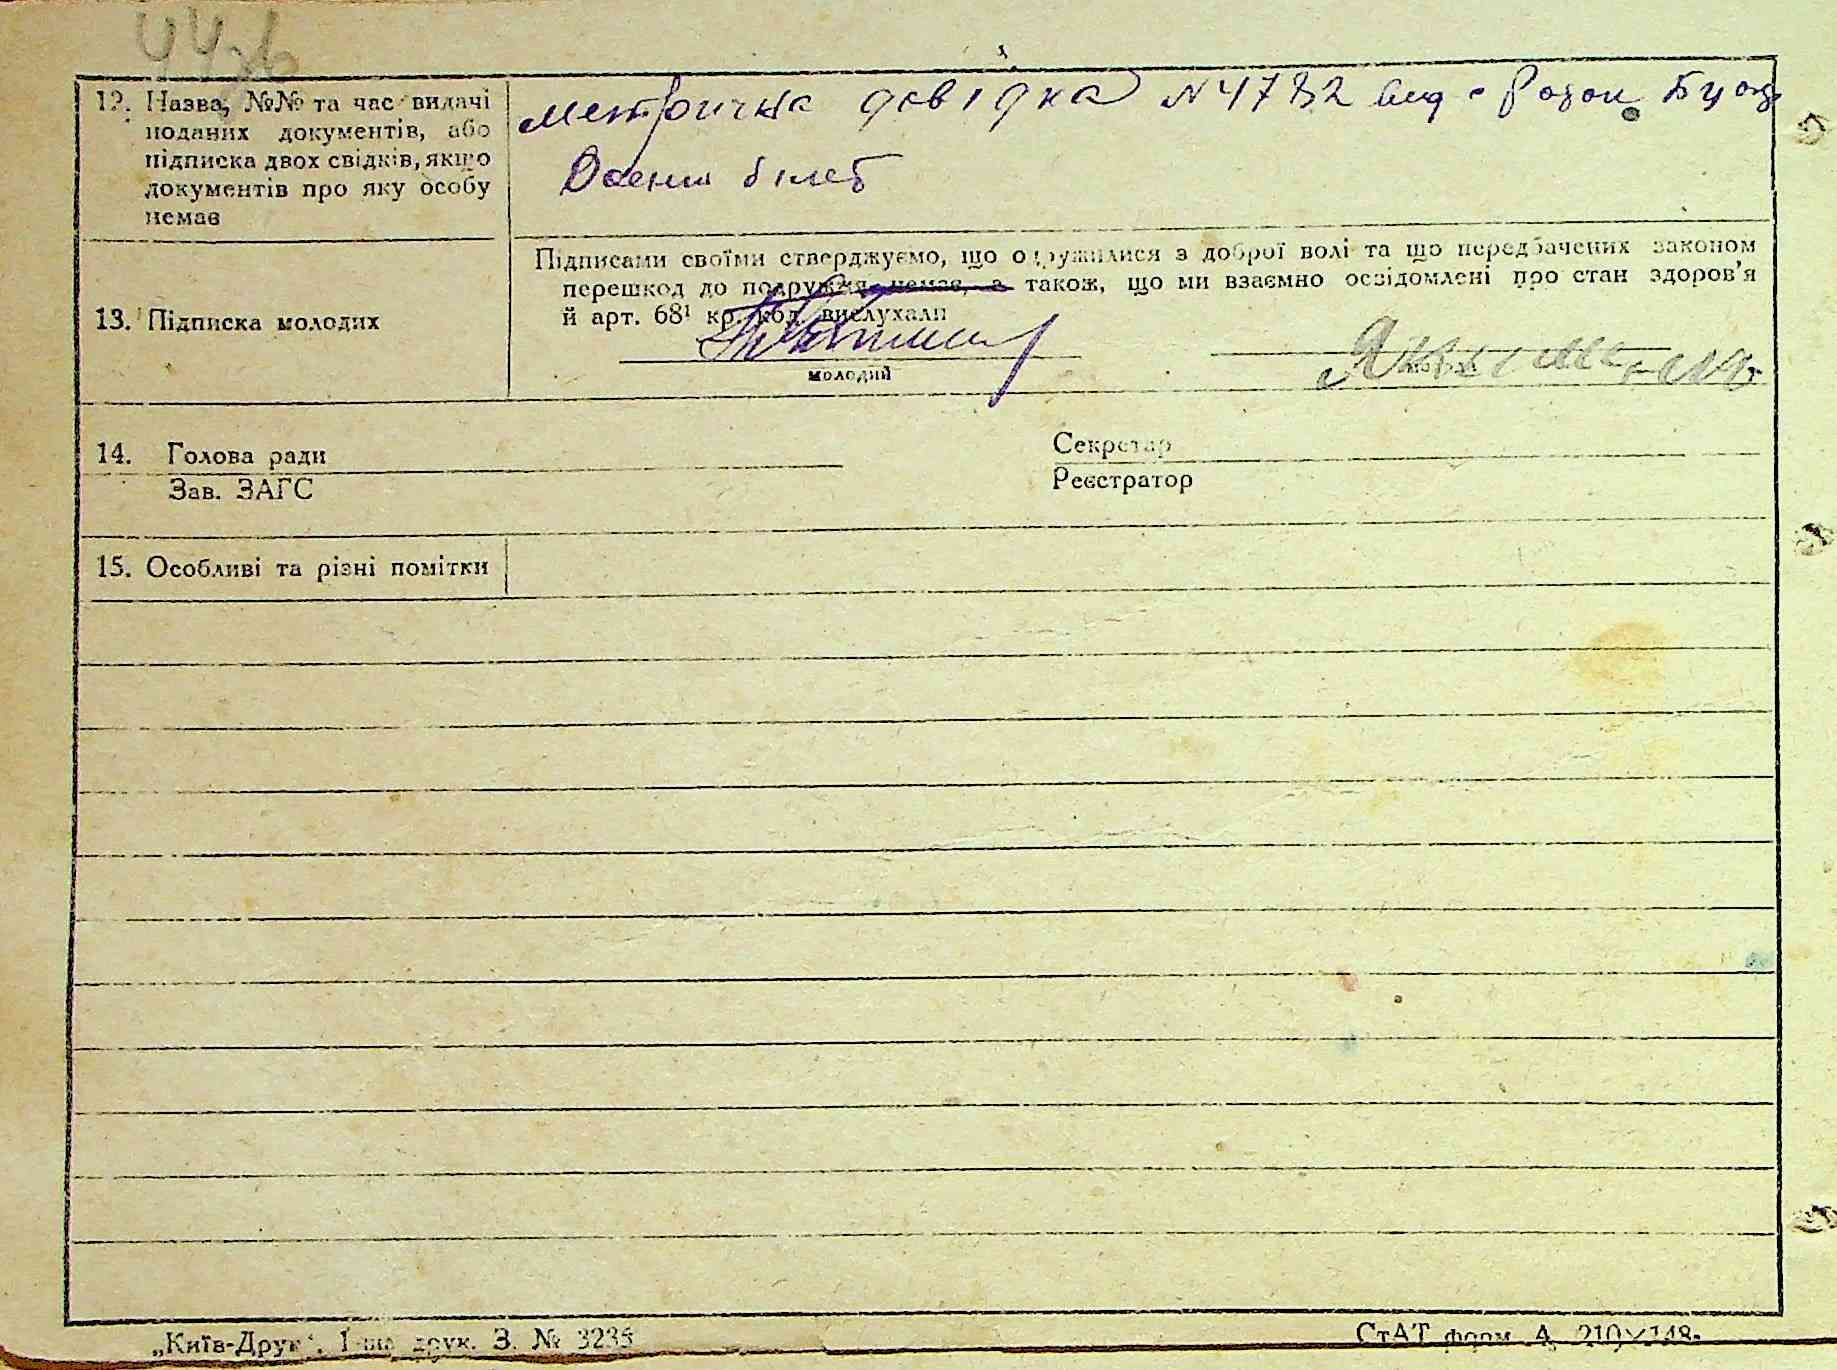 12. Назва, №№ та час видачі
поданих документів, або
підписка двох свідків, якщо
документів про яку особу
немає
метрична довідка N 4782
Воєнни білет
13. Підписка молодих
Підписами своїми стверджуємо, що одружилися з доброї волі та що передбачених законом
перешкод до подружжя немає, а також, що ми взаємно освідомлені про стан здоров'я
й арт. 68¹ кр. код. вислухали
молодий
14. Голова ради
Секретар
Зав. ЗАГС
Реєстратор
15. Особливі та різні помітки
„Київ-Друк". 1-ша друк. З. № 3235
СтАТ форм. А, 210×148